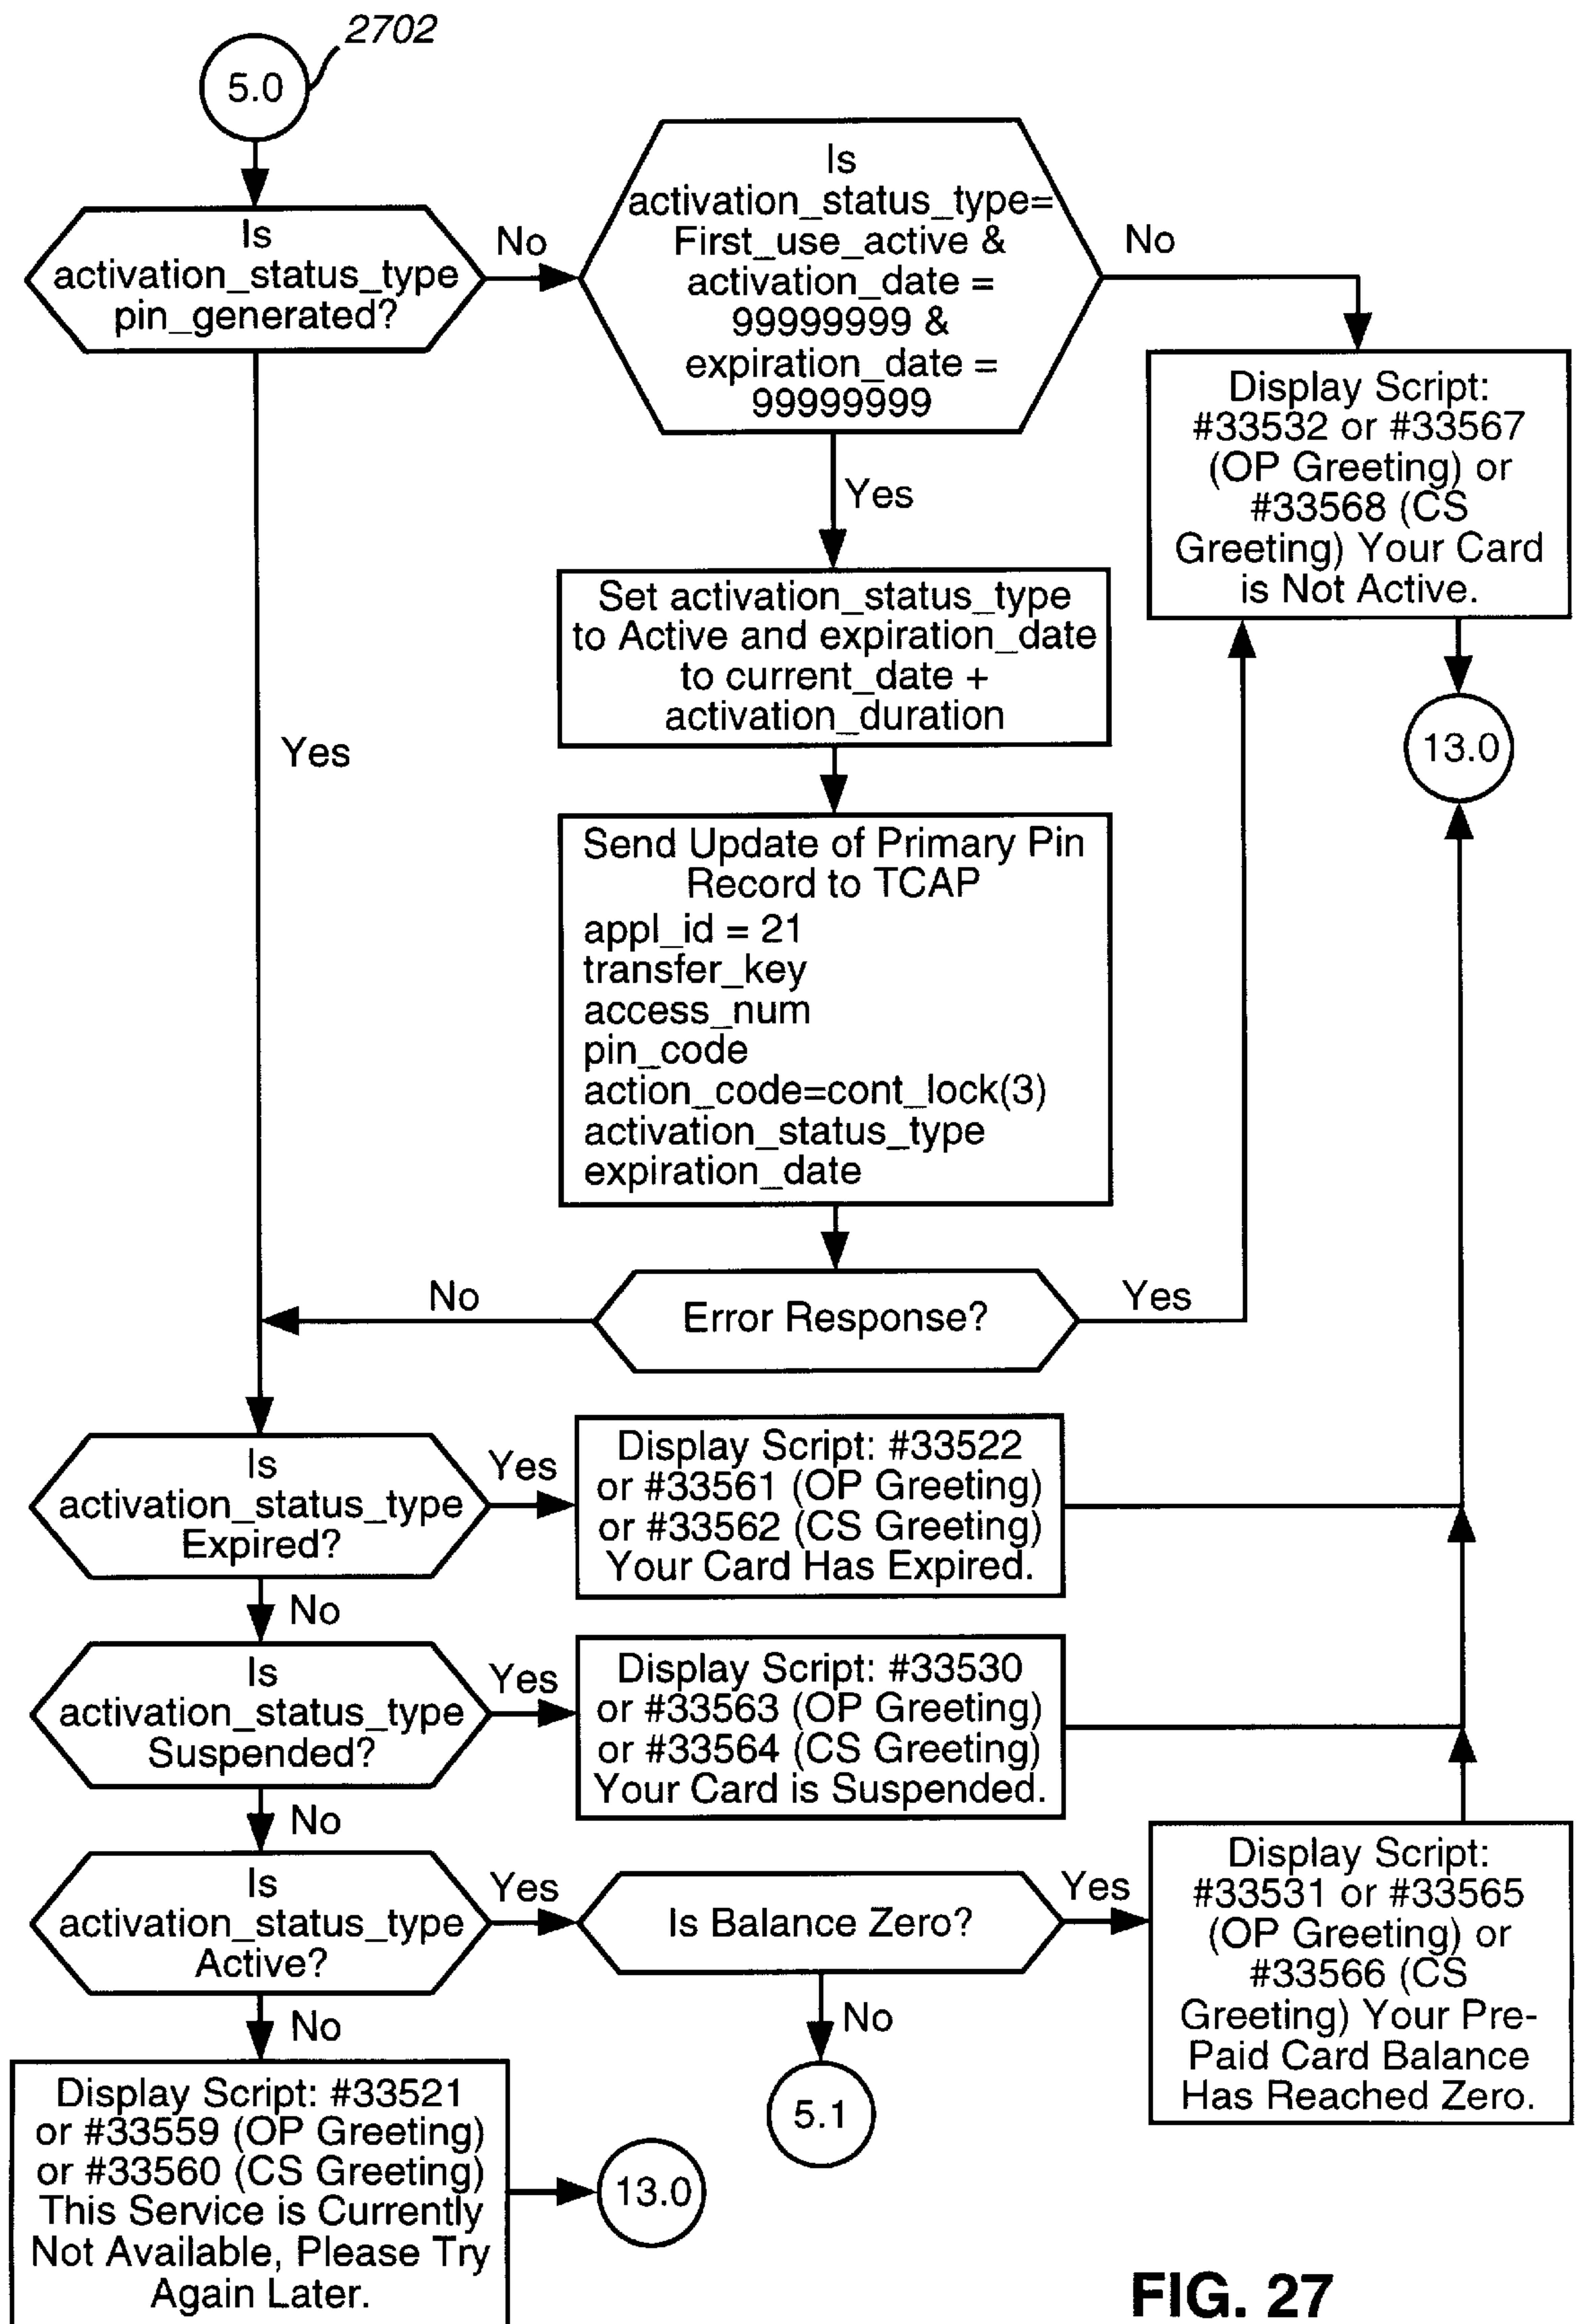 2702
5.0
Is
activation_status_type
pin_generated?
No
Is
activation_status_type=
First_use_active &
activation_date =
99999999 &
expiration_date =
99999999
No
Yes
Display Script:
#33532 or #33567
(OP Greeting) or
#33568 (CS
Greeting) Your Card
is Not Active.
13.0
Yes
Set activation_status_type
to Active and expiration_date
to current_date +
activation_duration
Send Update of Primary Pin
Record to TCAP
appl_id = 21
transfer_key
access_num
pin_code
action_code=cont_lock(3)
activation_status_type
expiration_date
No
Error Response?
Yes
Is
activation_status_type
Expired?
Yes
Display Script: #33522
or #33561 (OP Greeting)
or #33562 (CS Greeting)
Your Card Has Expired.
No
Is
activation_status_type
Suspended?
Yes
Display Script: #33530
or #33563 (OP Greeting)
or #33564 (CS Greeting)
Your Card is Suspended.
No
Is
activation_status_type
Active?
Yes
Is Balance Zero?
Yes
Display Script:
#33531 or #33565
(OP Greeting) or
#33566 (CS
Greeting) Your Pre-
Paid Card Balance
Has Reached Zero.
No
5.1
No
Display Script: #33521
or #33559 (OP Greeting)
or #33560 (CS Greeting)
This Service is Currently
Not Available, Please Try
Again Later.
13.0
FIG. 27